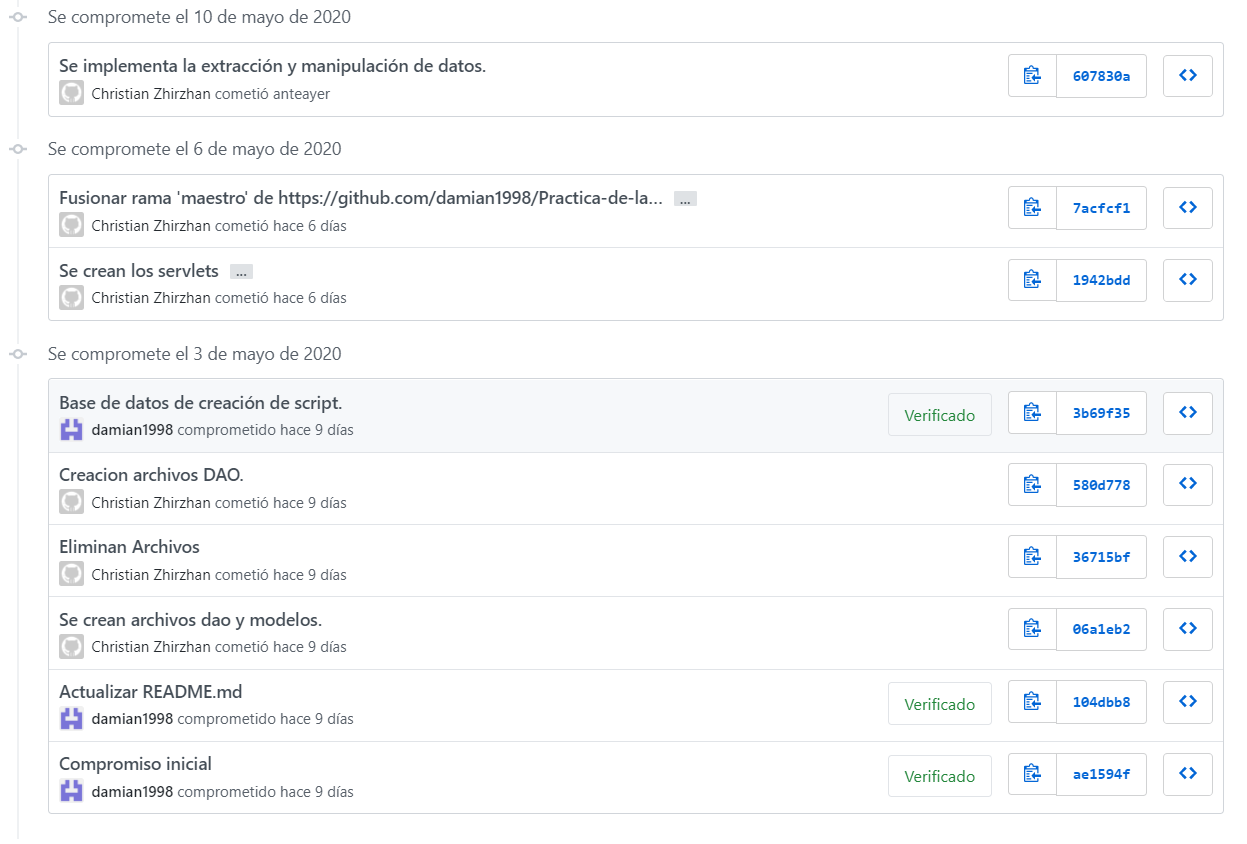 Se compromete el 10 de mayo de 2020
Se implementa la extracción y manipulación de datos.
607830a
Christian Zhirzhan cometió anteayer
Se compromete el 6 de mayo de 2020
Fusionar rama 'maestro' de https://github.com/damian1998/Practica-de-la... ...
7acfcf1
Christian Zhirzhan cometió hace 6 días
Se crean los servlets ...
1942bdd
Christian Zhirzhan cometió hace 6 días
Se compromete el 3 de mayo de 2020
Base de datos de creación de script.
Verificado 3b69f35
damian1998 comprometido hace 9 días
Creacion archivos DAO.
580d778
Christian Zhirzhan cometió hace 9 días
Eliminan Archivos
36715bf
Christian Zhirzhan cometió hace 9 días
Se crean archivos dao y modelos.
06a1eb2
Christian Zhirzhan cometió hace 9 días
Actualizar README.md
Verificado 104dbb8
damian1998 comprometido hace 9 días
Compromiso inicial
Verificado ae1594f
damian1998 comprometido hace 9 días